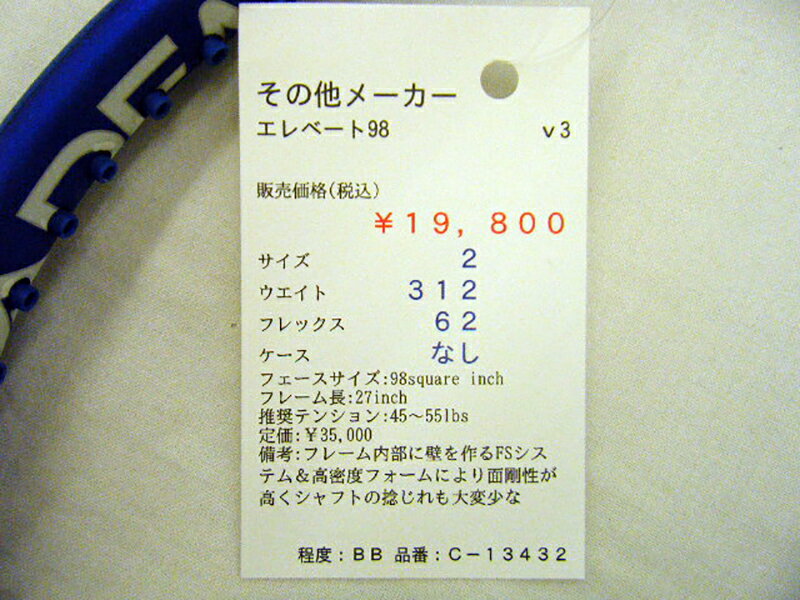 その他メーカー
エレベート98 v3
販売価格(税込)
¥19,800
サイズ 2
ウエイト 312
フレックス 62
ケース なし
フェースサイズ:98square inch
フレーム長:27inch
推奨テンション:45～55lbs
定価:¥35,000
備考:フレーム内部に壁を作るFSシス
テム＆高密度フォームにより面剛性が
高くシャフトの捻じれも大変少な
程度:BB 品番:C-13432